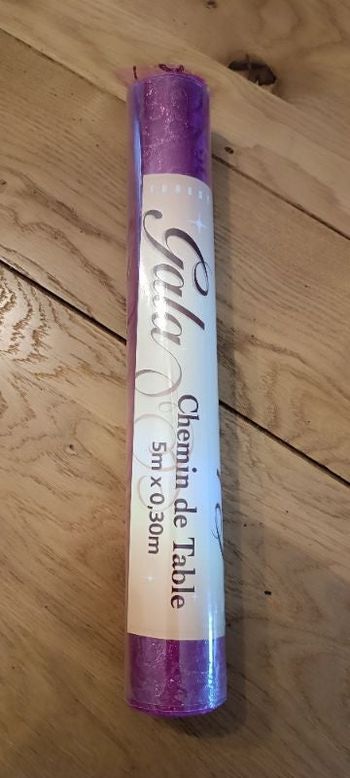 Gala
Chemin de Table
5m x 0,30m